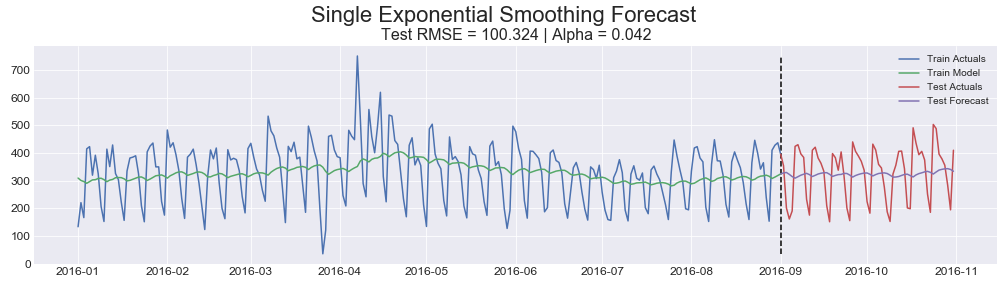 Single Exponential Smoothing Forecast
Test RMSE = 100.324 | Alpha = 0.042
Train Actuals
Train Model
Test Actuals
Test Forecast
700
600
500
400
300
200
100
0
2016-01 2016-02 2016-03 2016-04 2016-05 2016-06 2016-07 2016-08 2016-09 2016-10 2016-11